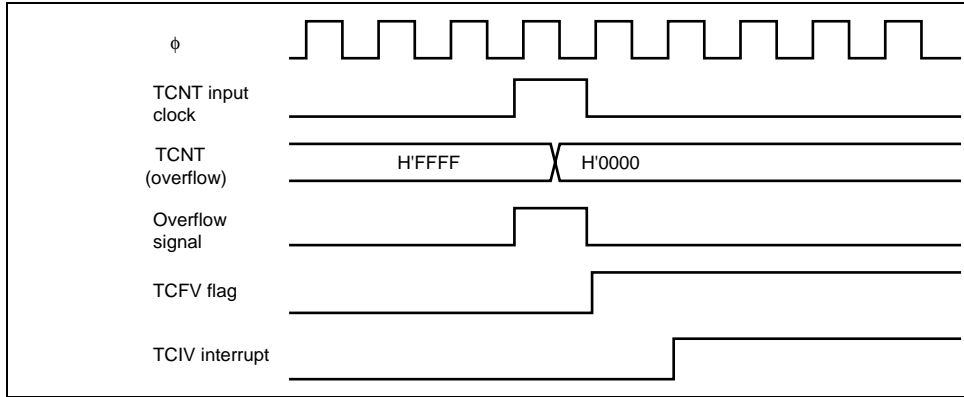 ϕ
TCNT input
clock
TCNT
(overflow)
H'FFFF
H'0000
Overflow
signal
TCFV flag
TCIV interrupt